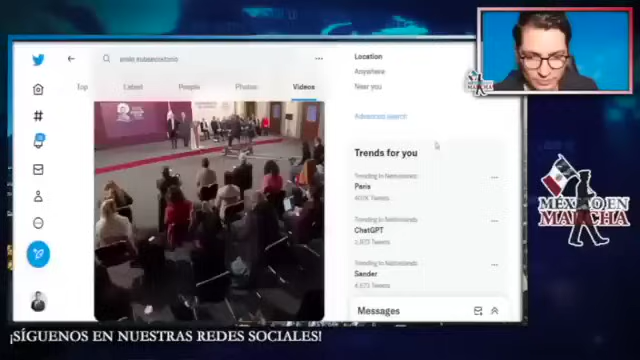 Location
Anywhere
Near you
Advanced search
Top
Latest
People
Photos
Videos
Trends for you
Trending in Netherlands
Paris
Trending in Netherlands
ChatGPT
Trending in Netherlands
Sander
Messages
MÉXICO EN
MARCHA
¡SÍGUENOS EN NUESTRAS REDES SOCIALES!